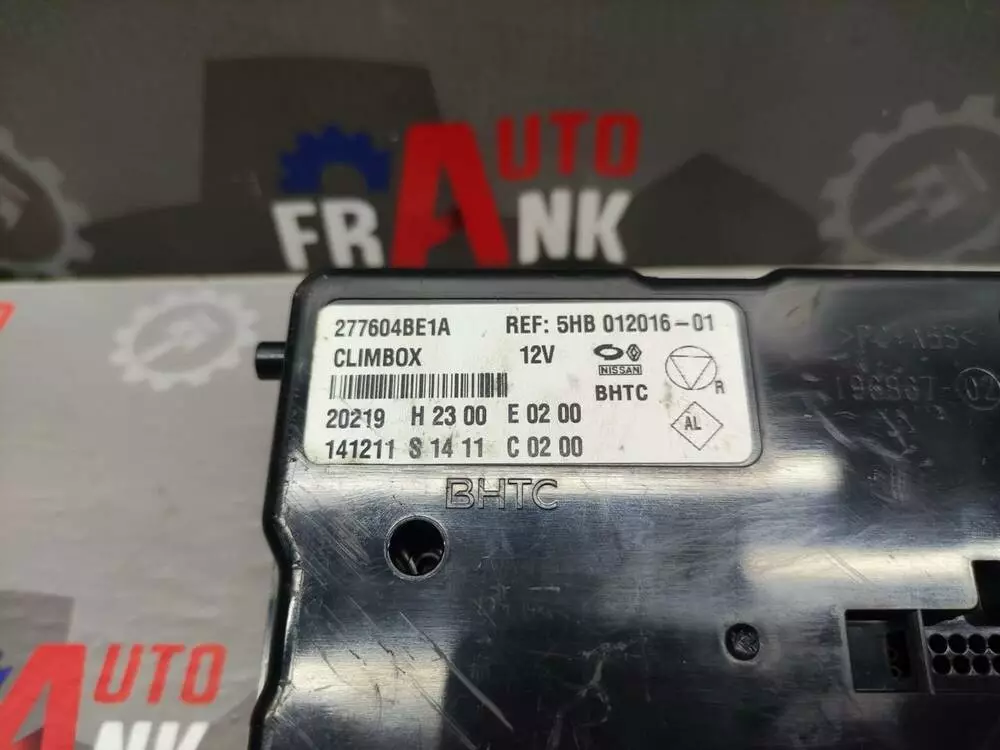 AUTO
FRANK
277604BE1A REF: 5HB 012016-01
CLIMBOX 12V
NISSAN
BHTC
R
20219 H 23 00 E 02 00
AL
141211 S 14 11 C 02 00
BHTC
AUTO
FRANK